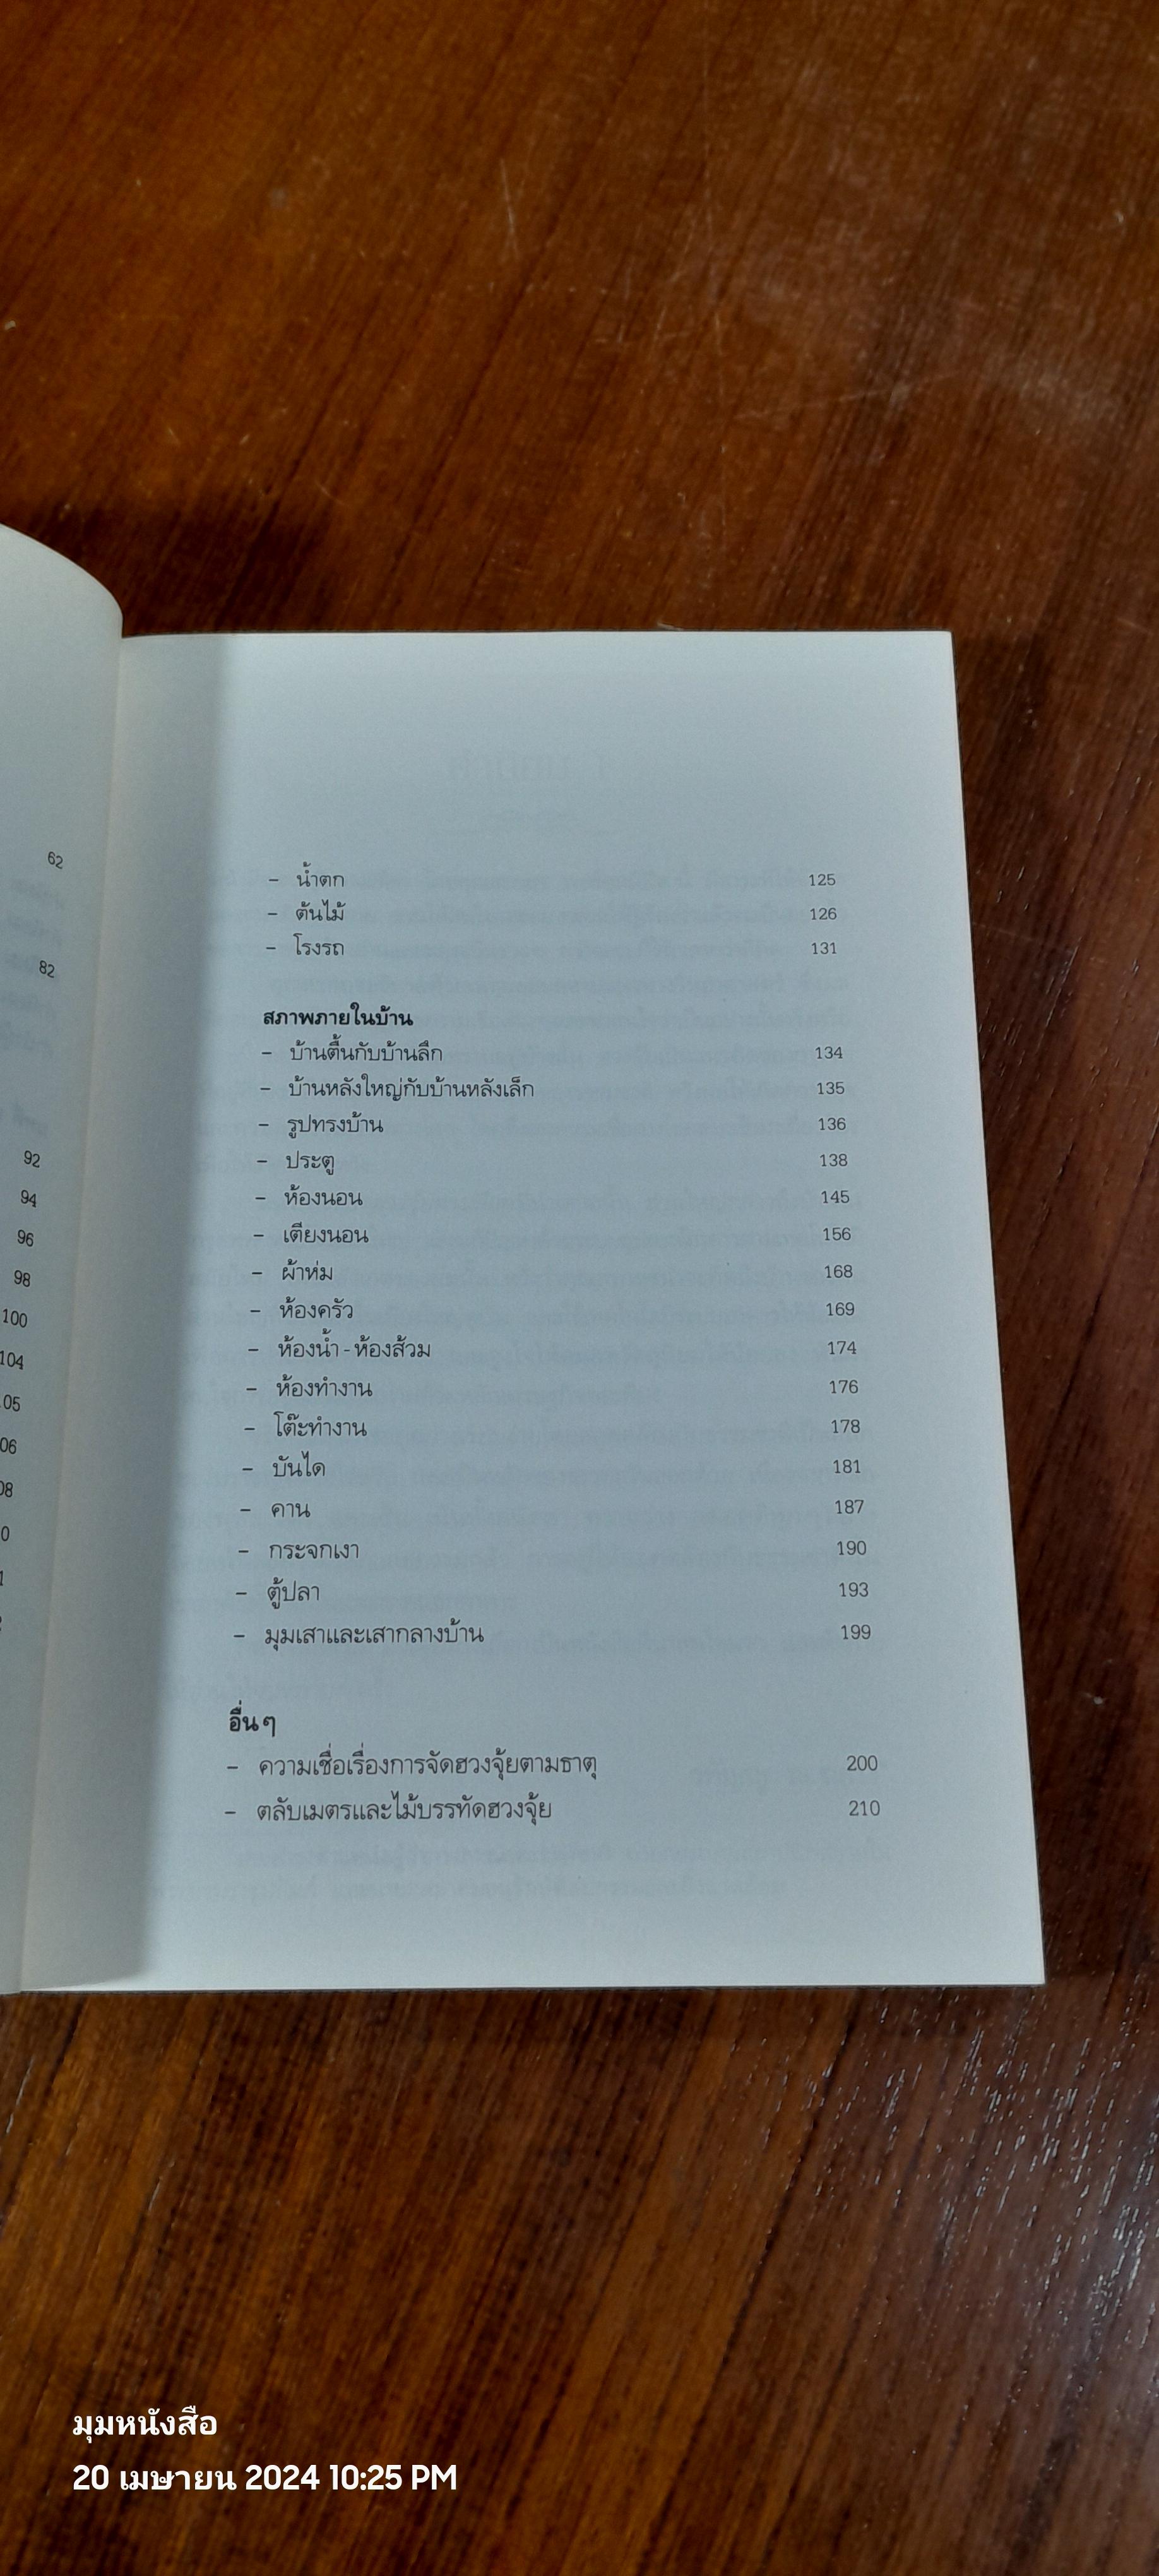 62
82
92
94
96
98
100
104
05
06
08
0
1
– น้ำตก 125
– ต้นไม้ 126
– โรงรถ 131
สภาพภายในบ้าน
– บ้านตื้นกับบ้านลึก 134
– บ้านหลังใหญ่กับบ้านหลังเล็ก 135
– รูปทรงบ้าน 136
– ประตู 138
– ห้องนอน 145
– เตียงนอน 156
– ผ้าห่ม 168
– ห้องครัว 169
– ห้องน้ำ - ห้องส้วม 174
– ห้องทำงาน 176
– โต๊ะทำงาน 178
– บันได 181
– คาน 187
– กระจกเงา 190
– ตู้ปลา 193
– มุมเสาและเสากลางบ้าน 199
อื่น ๆ
– ความเชื่อเรื่องการจัดฮวงจุ้ยตามธาตุ 200
– ตลับเมตรและไม้บรรทัดฮวงจุ้ย 210
มุมหนังสือ
20 เมษายน 2024 10:25 PM